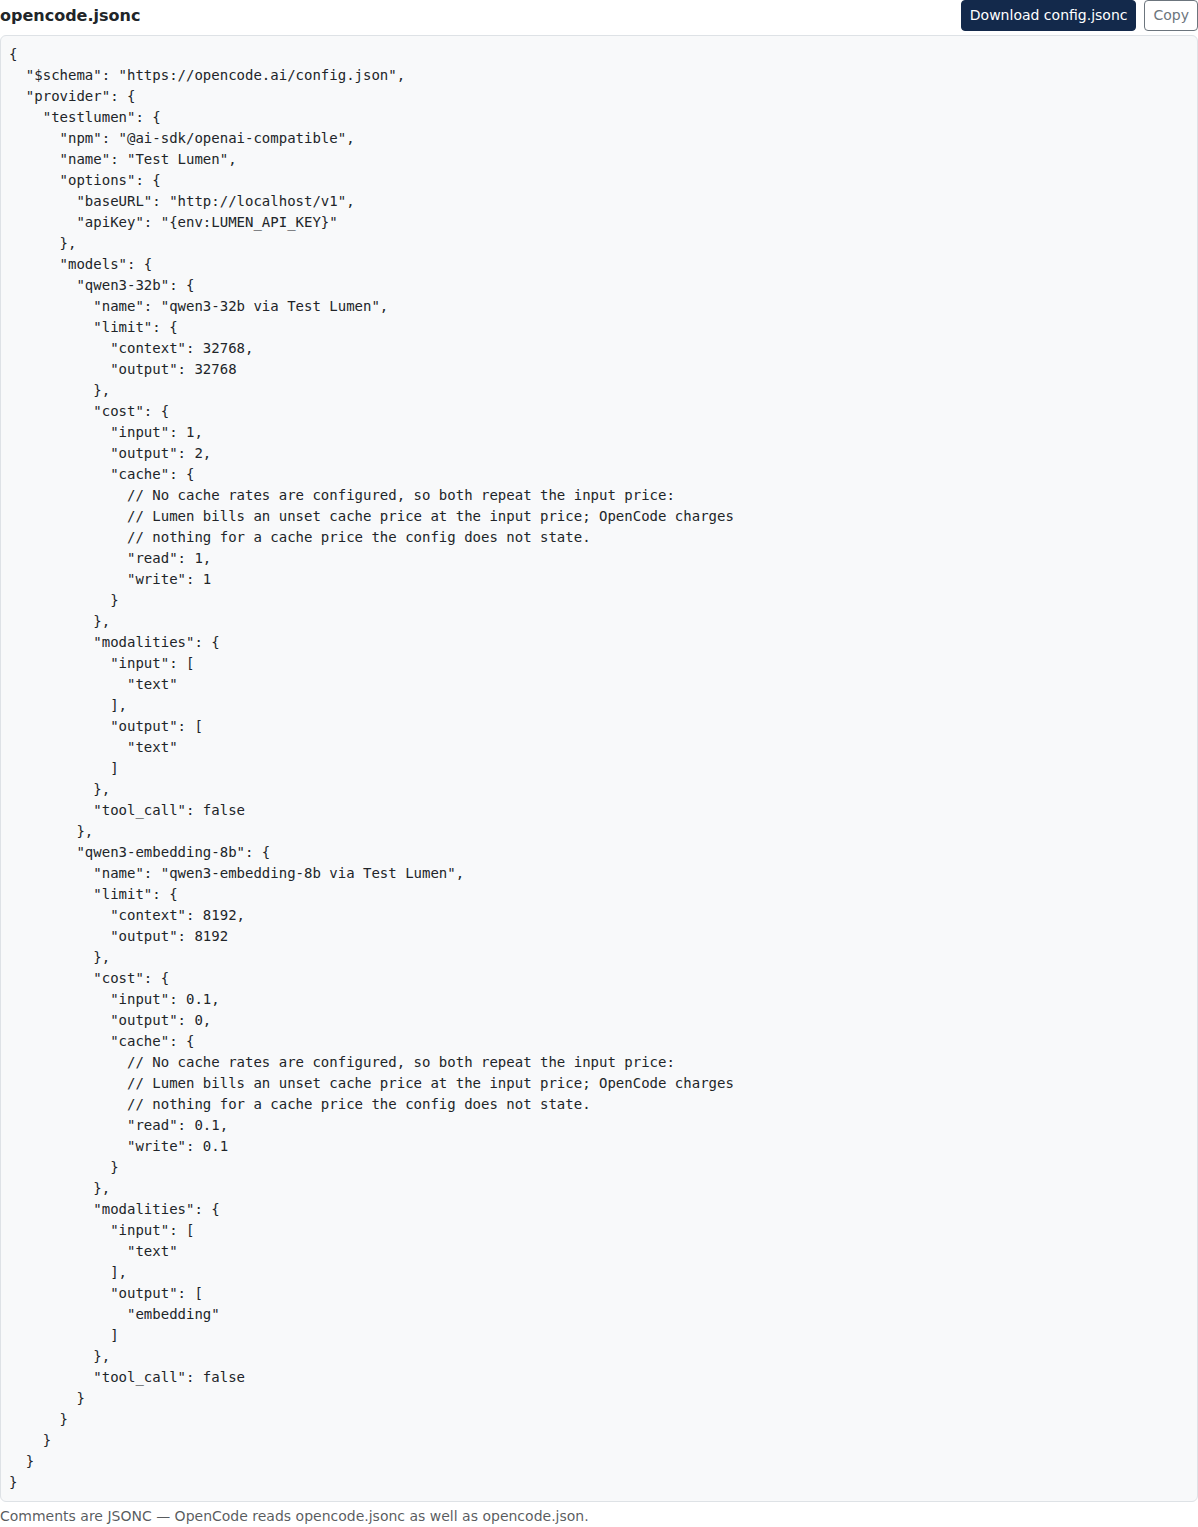 opencode.jsonc
Download config.jsonc
Copy
{
  "$schema": "https://opencode.ai/config.json",
  "provider": {
    "testlumen": {
      "npm": "@ai-sdk/openai-compatible",
      "name": "Test Lumen",
      "options": {
        "baseURL": "http://localhost/v1",
        "apiKey": "{env:LUMEN_API_KEY}"
      },
      "models": {
        "qwen3-32b": {
          "name": "qwen3-32b via Test Lumen",
          "limit": {
            "context": 32768,
            "output": 32768
          },
          "cost": {
            "input": 1,
            "output": 2,
            "cache": {
              // No cache rates are configured, so both repeat the input price:
              // Lumen bills an unset cache price at the input price; OpenCode charges
              // nothing for a cache price the config does not state.
              "read": 1,
              "write": 1
            }
          },
          "modalities": {
            "input": [
              "text"
            ],
            "output": [
              "text"
            ]
          },
          "tool_call": false
        },
        "qwen3-embedding-8b": {
          "name": "qwen3-embedding-8b via Test Lumen",
          "limit": {
            "context": 8192,
            "output": 8192
          },
          "cost": {
            "input": 0.1,
            "output": 0,
            "cache": {
              // No cache rates are configured, so both repeat the input price:
              // Lumen bills an unset cache price at the input price; OpenCode charges
              // nothing for a cache price the config does not state.
              "read": 0.1,
              "write": 0.1
            }
          },
          "modalities": {
            "input": [
              "text"
            ],
            "output": [
              "embedding"
            ]
          },
          "tool_call": false
        }
      }
    }
  }
}
Comments are JSONC — OpenCode reads opencode.jsonc as well as opencode.json.